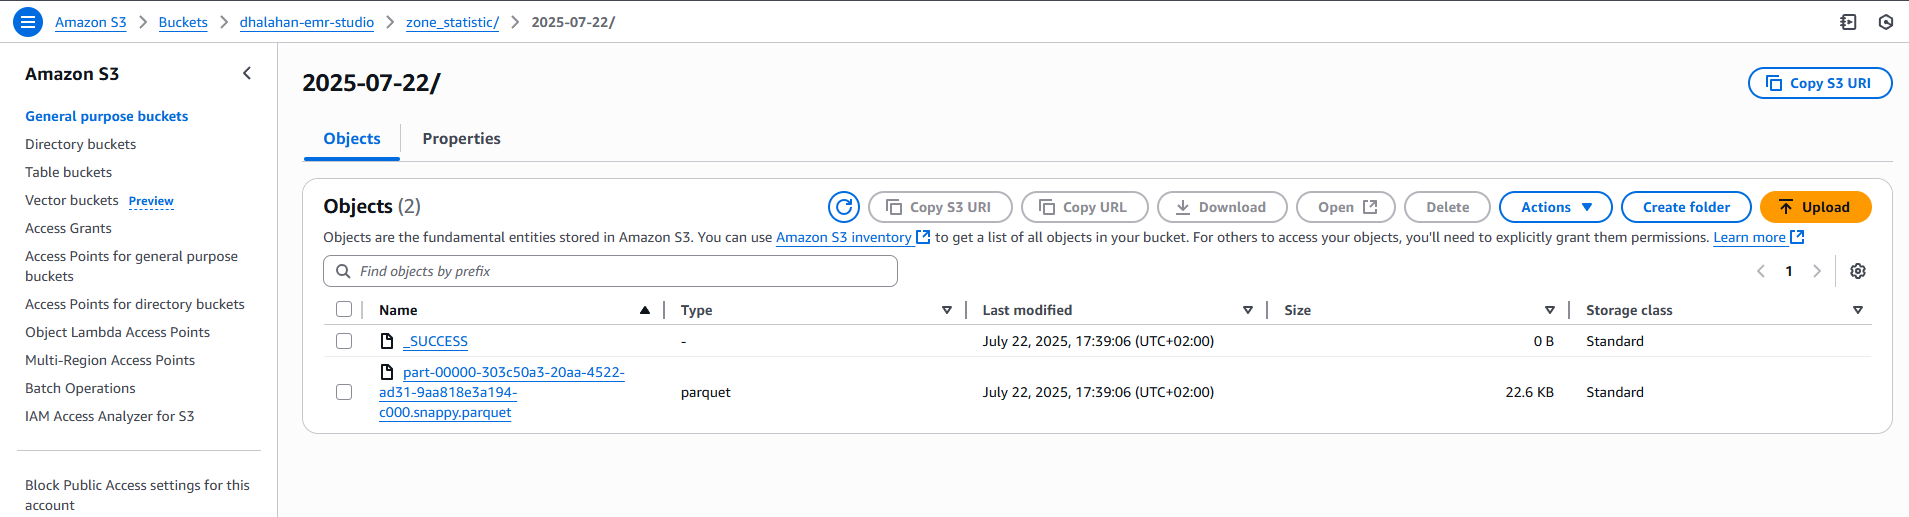 Amazon S3 > Buckets > dhalahan-emr-studio > zone_statistic/ > 2025-07-22/
Amazon S3
General purpose buckets
Directory buckets
Table buckets
Vector buckets Preview
Access Grants
Access Points for general purpose
buckets
Access Points for directory buckets
Object Lambda Access Points
Multi-Region Access Points
Batch Operations
IAM Access Analyzer for S3
Block Public Access settings for this
account
2025-07-22/
Copy S3 URI
Objects Properties
Objects (2)
Copy S3 URI Copy URL Download Open Delete Actions Create folder Upload
Objects are the fundamental entities stored in Amazon S3. You can use Amazon S3 inventory to get a list of all objects in your bucket. For others to access your objects, you'll need to explicitly grant them permissions. Learn more
Find objects by prefix
1
Name Type Last modified Size Storage class
_SUCCESS - July 22, 2025, 17:39:06 (UTC+02:00) 0 B Standard
part-00000-303c50a3-20aa-4522-
ad31-9aa818e3a194- parquet July 22, 2025, 17:39:06 (UTC+02:00) 22.6 KB Standard
c000.snappy.parquet